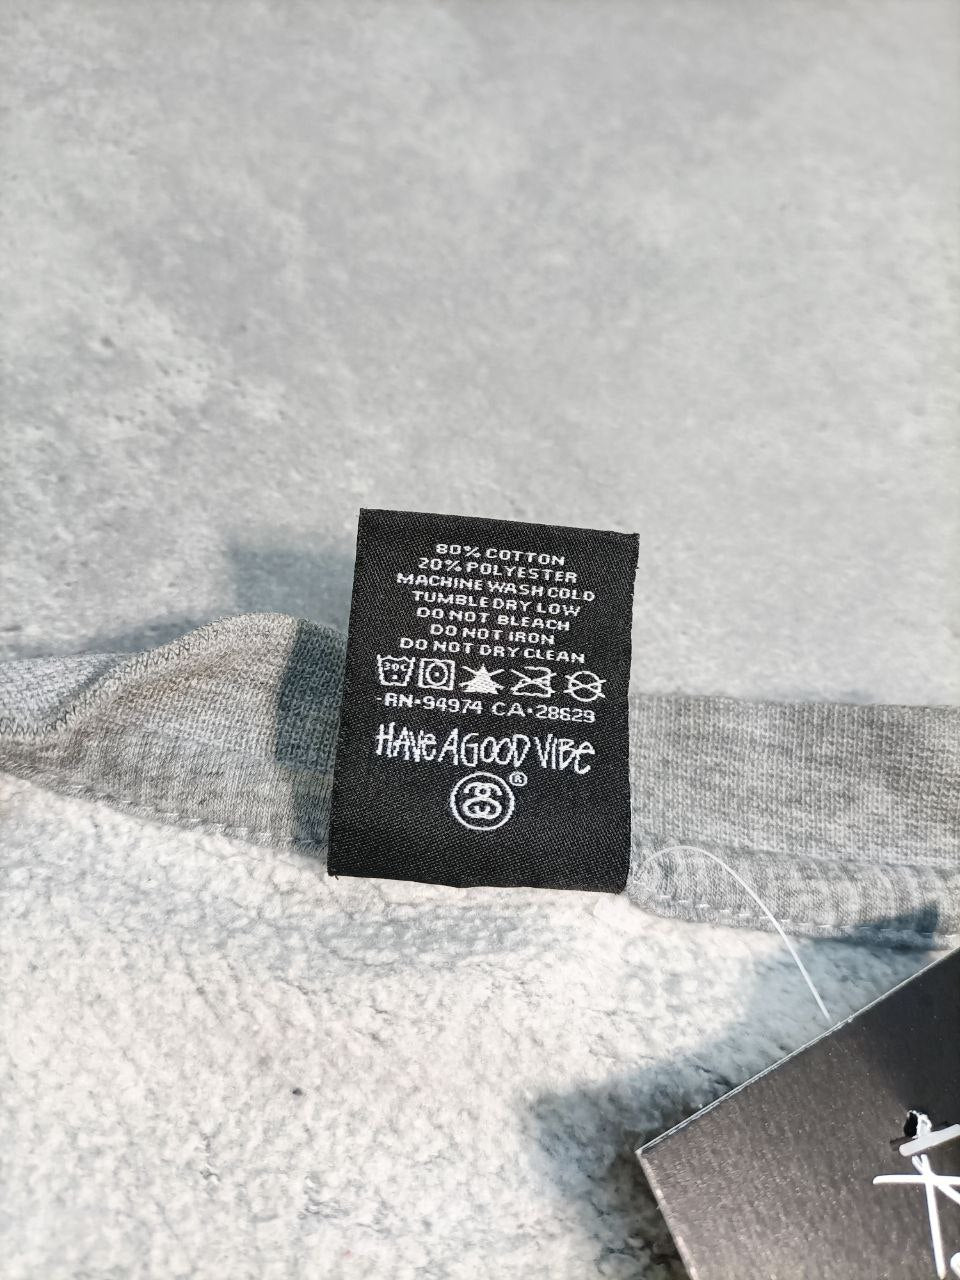 80% COTTON
20% POLYESTER
MACHINE WASH COLD
TUMBLE DRY LOW
DO NOT BLEACH
DO NOT IRON
DO NOT DRY CLEAN
30C
-RN•94974 CA•28629
HAVE A GOOD VIBE
®